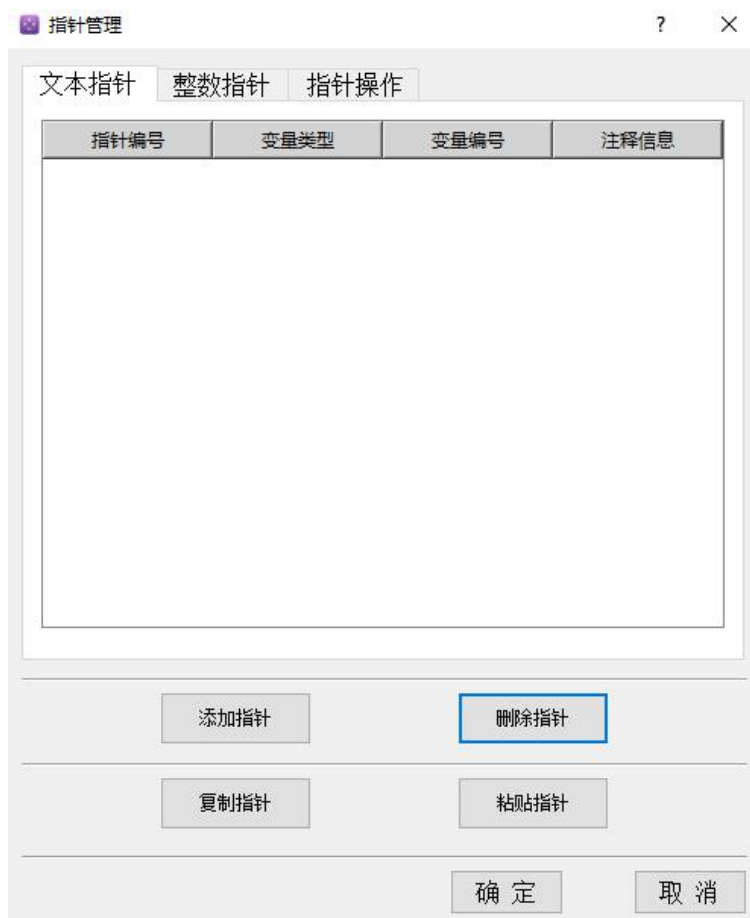 指针管理 ? ×
文本指针 整数指针 指针操作
指针编号 变量类型 变量编号 注释信息
添加指针 删除指针
复制指针 粘贴指针
确 定 取 消